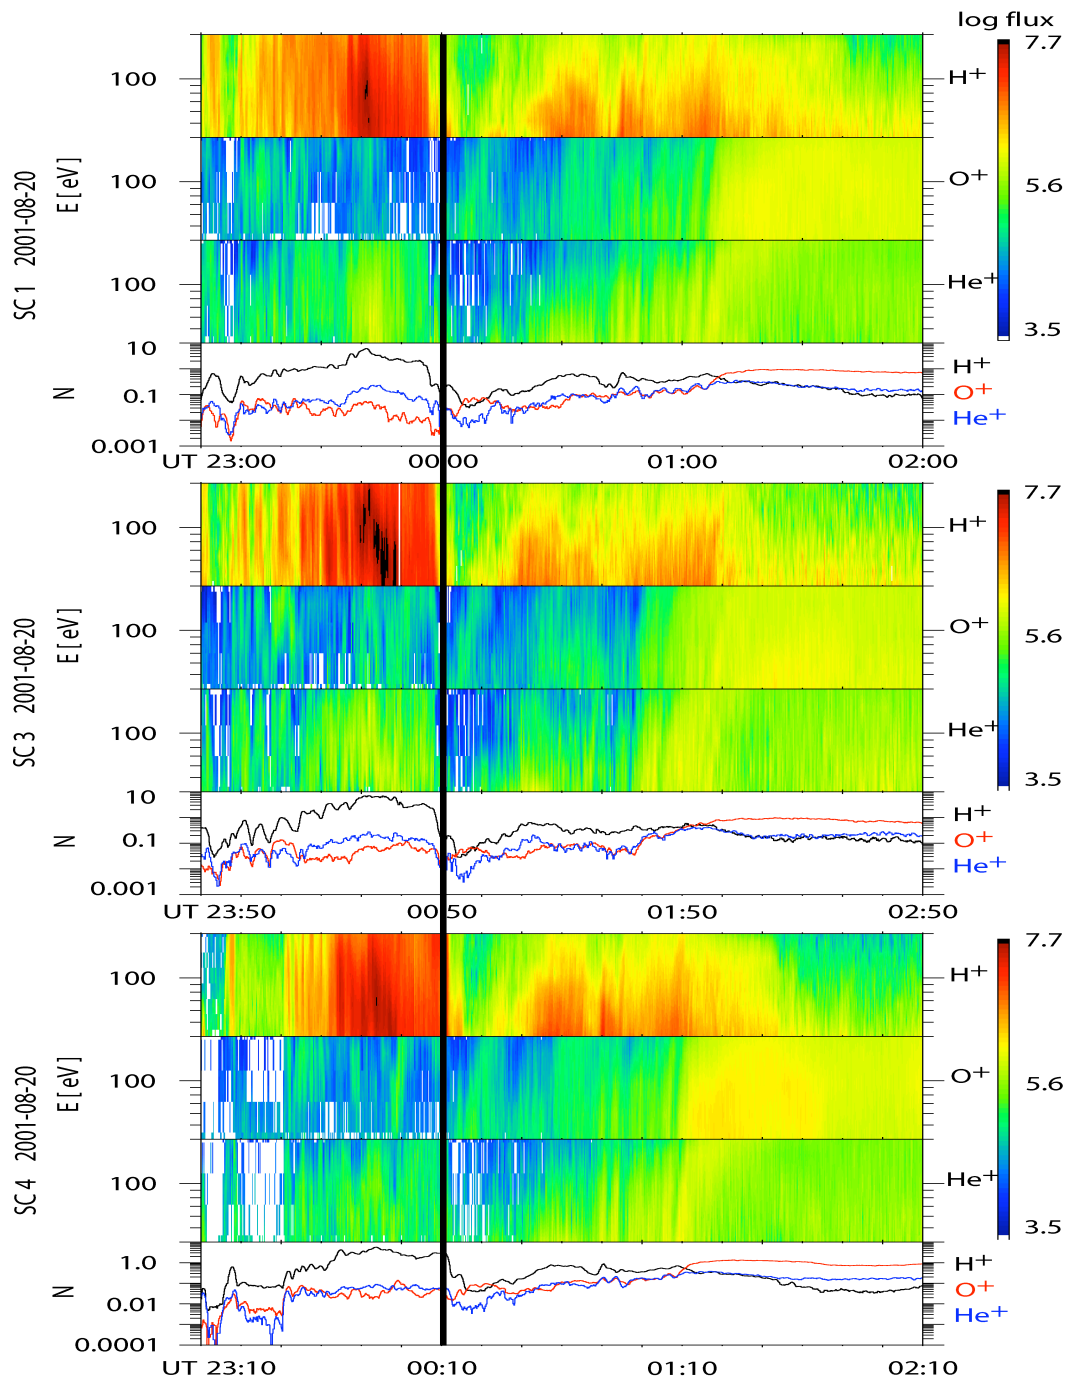 log flux
7.7
100
H+
O+
100
E [eV]
5.6
SC 1 2001-08-20
100
He+
3.5
10
H+
0.1
N
O+
He+
0.001
UT 23:00 00:00 01:00 02:00
7.7
100
H+
O+
100
E [eV]
5.6
SC 3 2001-08-20
100
He+
3.5
10
H+
0.1
N
O+
He+
0.001
UT 23:50 00:50 01:50 02:50
7.7
100
H+
O+
100
E [eV]
5.6
SC 4 2001-08-20
100
He+
3.5
1.0
H+
N
O+
0.01
He+
0.0001
UT 23:10 00:10 01:10 02:10